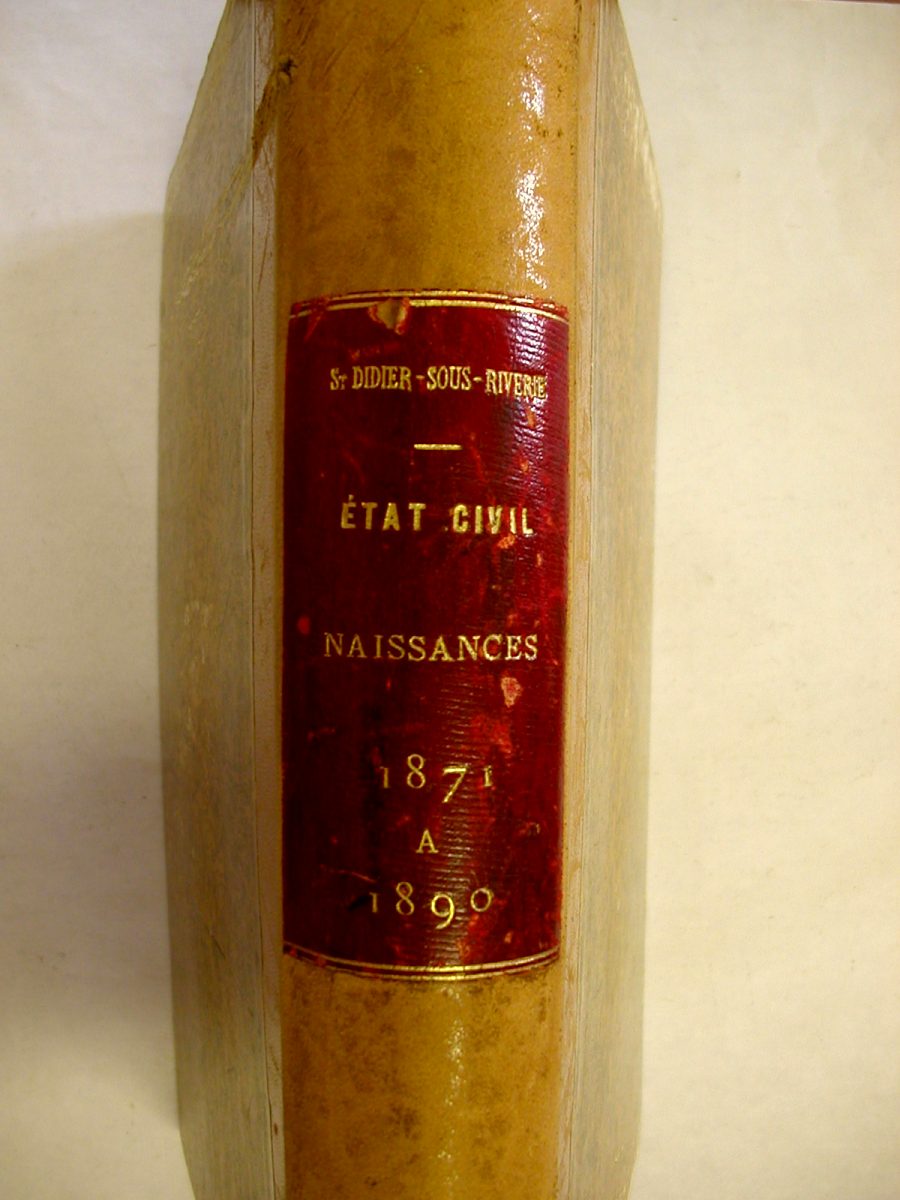 ST DIDIER-SOUS-RIVERIE
ÉTAT CIVIL
NAISSANCES
1871
A
1890